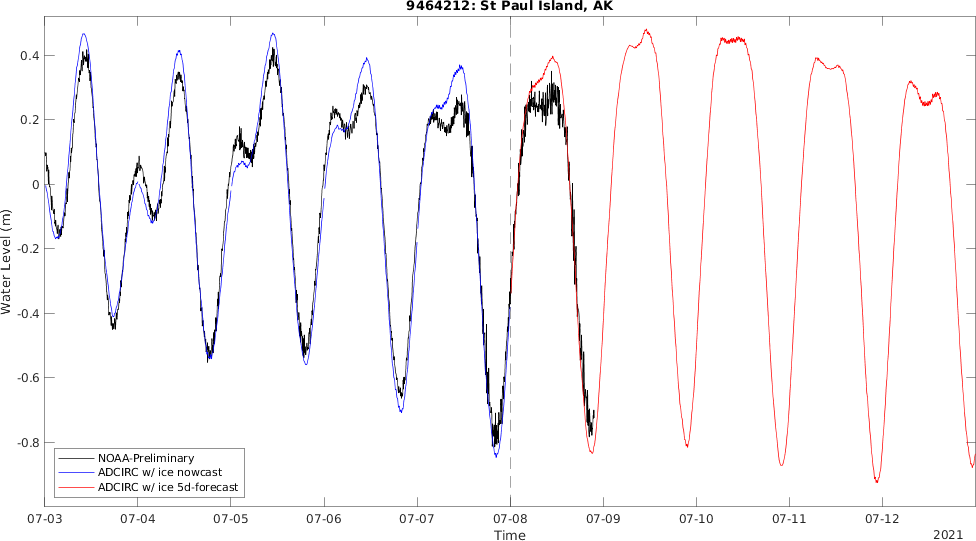 9464212: St Paul Island, AK
Water Level (m)
0.4
0.2
0
-0.2
-0.4
-0.6
-0.8
NOAA-Preliminary
ADCIRC w/ ice nowcast
ADCIRC w/ ice 5d-forecast
07-03 07-04 07-05 07-06 07-07 07-08 07-09 07-10 07-11 07-12
Time
2021